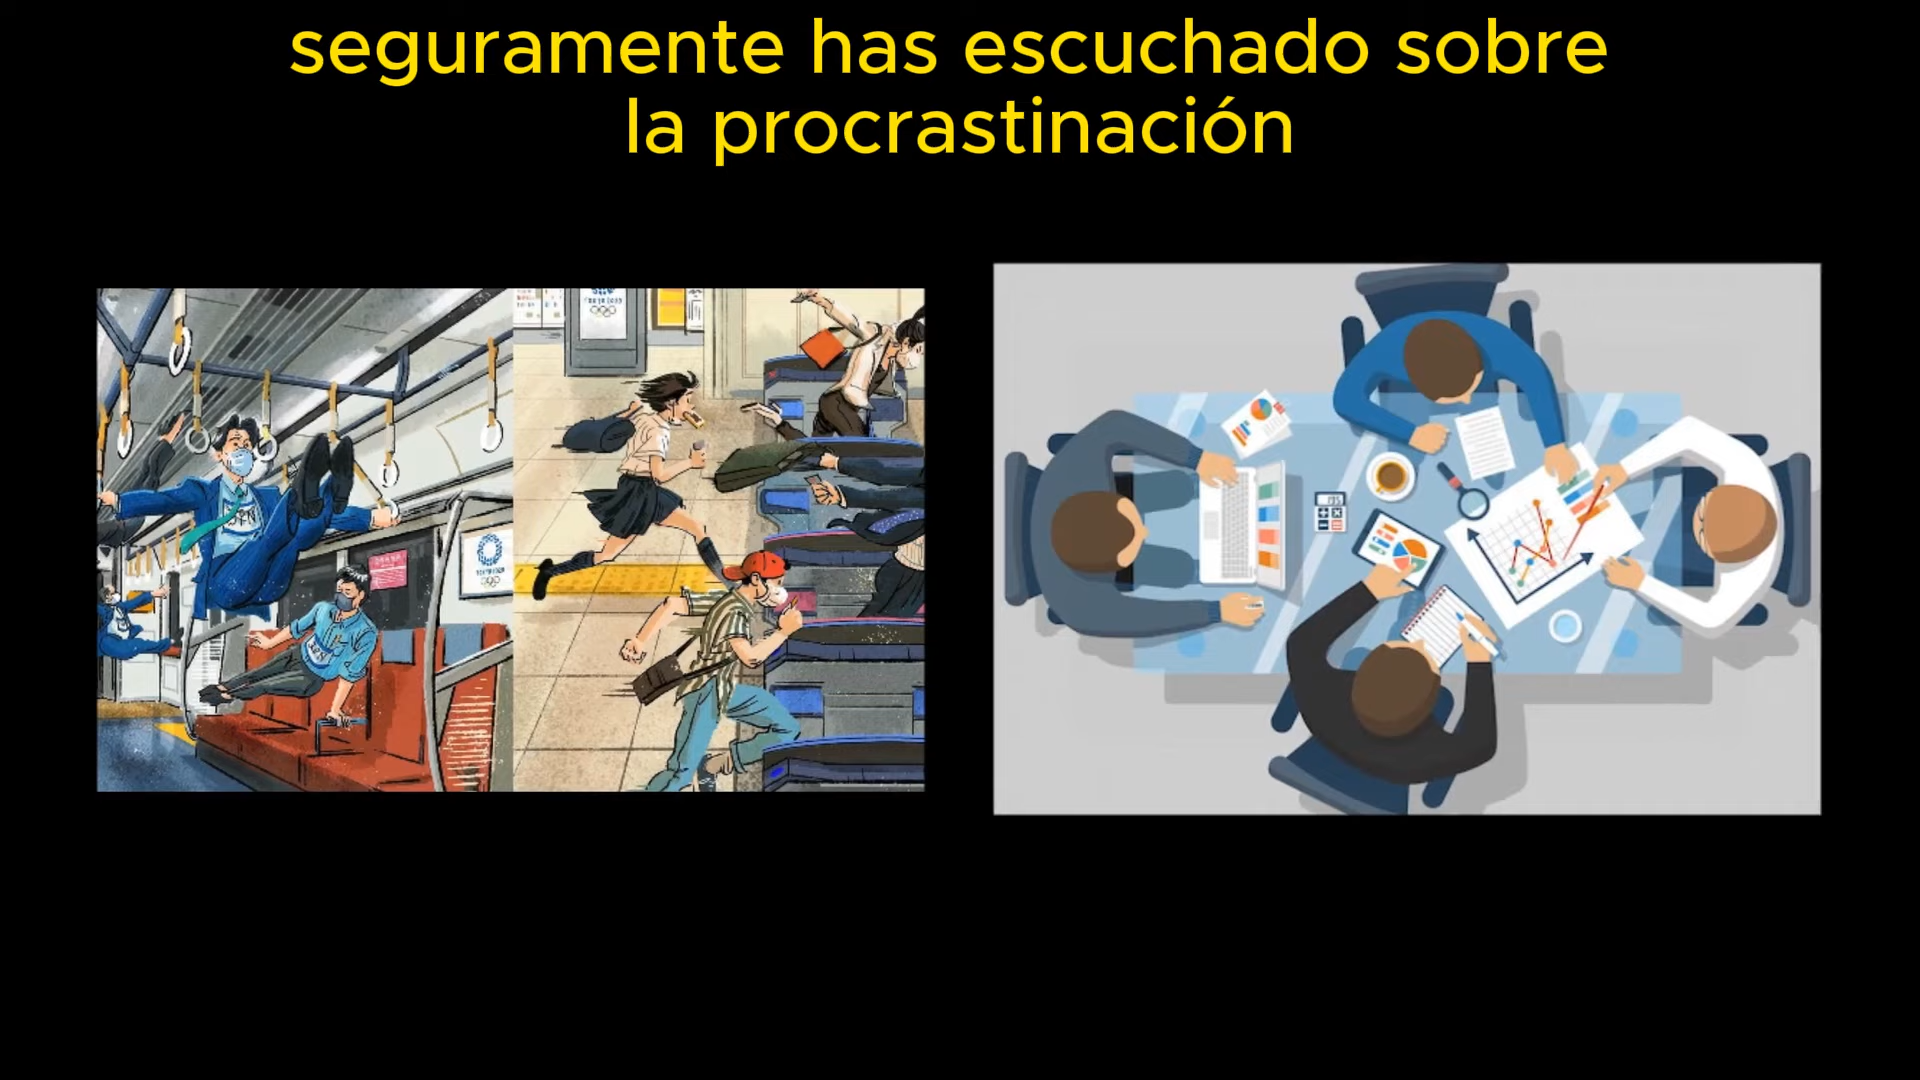 seguramente has escuchado sobre
la procrastinación